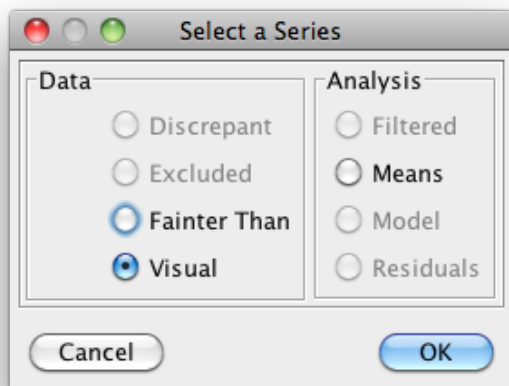 Select a Series
Data
Discrepant
Excluded
Fainter Than
Visual
Analysis
Filtered
Means
Model
Residuals
Cancel
OK